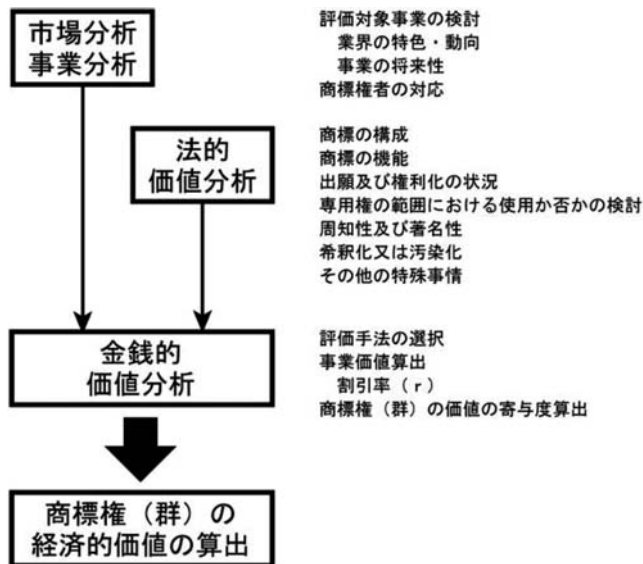 市場分析
事業分析
評価対象事業の検討
業界の特色・動向
事業の将来性
商標権者の対応
法的
価値分析
商標の構成
商標の機能
出願及び権利化の状況
専用権の範囲における使用か否かの検討
周知性及び著名性
希釈化又は汚染化
その他の特殊事情
金銭的
価値分析
評価手法の選択
事業価値算出
割引率（ｒ）
商標権（群）の価値の寄与度算出
商標権（群）の
経済的価値の算出